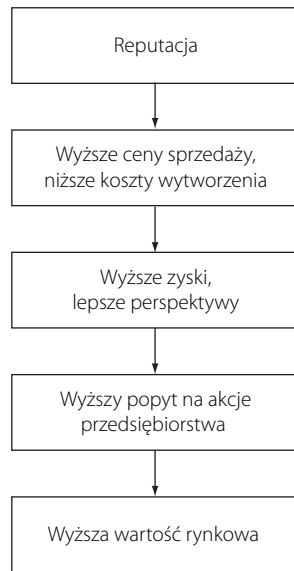 Reputacja
Wyższe ceny sprzedaży,
niższe koszty wytworzenia
Wyższe zyski,
lepsze perspektywy
Wyższy popyt na akcje
przedsiębiorstwa
Wyższa wartość rynkowa